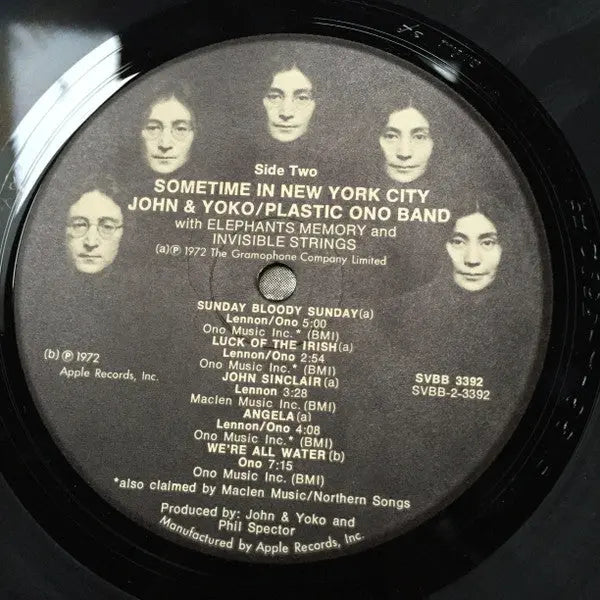 Side Two
SOMETIME IN NEW YORK CITY
JOHN & YOKO/PLASTIC ONO BAND
with ELEPHANTS MEMORY and
INVISIBLE STRINGS
(a)Ⓟ 1972 The Gramophone Company Limited
SUNDAY BLOODY SUNDAY(a)
Lennon/Ono 5:00
Ono Music Inc.* (BMI)
LUCK OF THE IRISH(a)
Lennon/Ono 2:54
Ono Music Inc.* (BMI)
JOHN SINCLAIR(a)
Lennon 3:28
Maclen Music Inc. (BMI)
ANGELA(a)
Lennon/Ono 4:08
Ono Music Inc.* (BMI)
WE'RE ALL WATER(b)
Ono 7:15
Ono Music Inc. (BMI)
(b) Ⓟ 1972
Apple Records, Inc.
SVBB 3392
SVBB-2-3392
*also claimed by Maclen Music/Northern Songs
Produced by: John & Yoko and
Phil Spector
Manufactured by Apple Records, Inc.